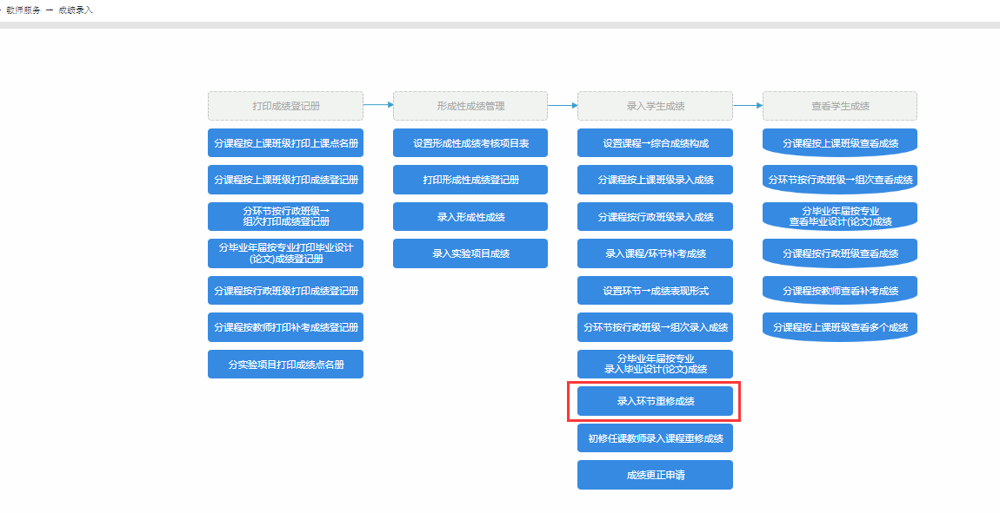 教师服务 → 成绩录入
打印成绩登记册
形成性成绩管理
录入学生成绩
查看学生成绩
分课程按上课班级打印上课点名册
分课程按上课班级打印成绩登记册
分环节按行政班级→
组次打印成绩登记册
分毕业年届按专业打印毕业设计
(论文)成绩登记册
分课程按行政班级打印成绩登记册
分课程按教师打印补考成绩登记册
分实验项目打印成绩点名册
设置形成性成绩考核项目表
打印形成性成绩登记册
录入形成性成绩
录入实验项目成绩
设置课程→综合成绩构成
分课程按上课班级录入成绩
分课程按行政班级录入成绩
录入课程/环节补考成绩
设置环节→成绩表现形式
分环节按行政班级→组次录入成绩
分毕业年届按专业
录入毕业设计(论文)成绩
录入环节重修成绩
初修任课教师录入课程重修成绩
成绩更正申请
分课程按上课班级查看成绩
分环节按行政班级→组次查看成绩
分毕业年届按专业
查看毕业设计(论文)成绩
分课程按行政班级查看成绩
分课程按教师查看补考成绩
分课程按上课班级查看多个成绩